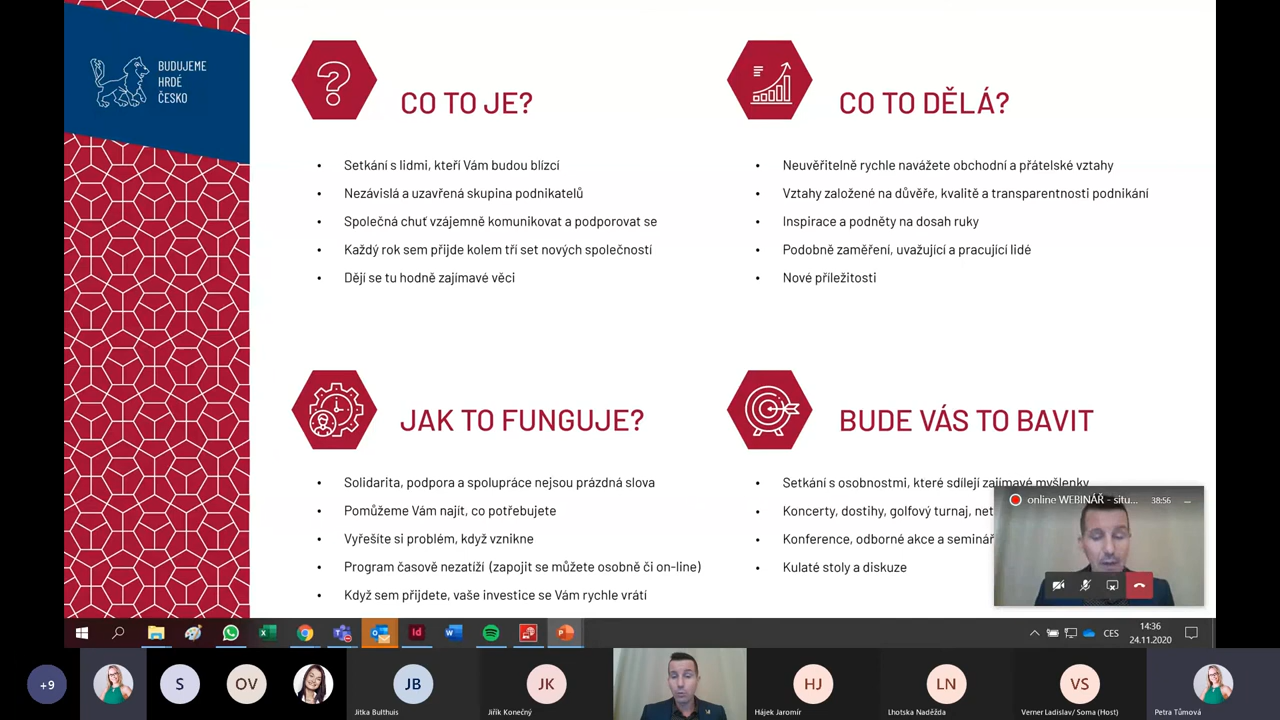 BUDUJEME
HRDÉ
ČESKO
CO TO JE?
Setkání s lidmi, kteří Vám budou blízcí
Nezávislá a uzavřená skupina podnikatelů
Společná chuť vzájemně komunikovat a podporovat se
Každý rok sem přijde kolem tří set nových společností
Dějí se tu hodně zajímavé věci
CO TO DĚLÁ?
Neuvěřitelně rychle navážete obchodní a přátelské vztahy
Vztahy založené na důvěře, kvalitě a transparentnosti podnikání
Inspirace a podněty na dosah ruky
Podobně zaměření, uvažující a pracující lidé
Nové příležitosti
JAK TO FUNGUJE?
Solidarita, podpora a spolupráce nejsou prázdná slova
Pomůžeme Vám najít, co potřebujete
Vyřešíte si problém, když vznikne
Program časově nezatíží (zapojit se můžete osobně či on-line)
Když sem přijdete, vaše investice se Vám rychle vrátí
BUDE VÁS TO BAVIT
Setkání s osobnostmi, které sdílejí zajímavé myšlenky
Koncerty, dostihy, golfový turnaj, net
Konference, odborné akce a seminář
Kulaté stoly a diskuze
online WEBINÁŘ - situ... 38:56
CES
14:36
24.11.2020
+9
S
OV
JB
Jitka Bulthuis
JK
Jiřík Konečný
HJ
Hájek Jaromír
LN
Lhotska Naděžda
VS
Verner Ladislav/ Soma (Host)
Petra Tůmová